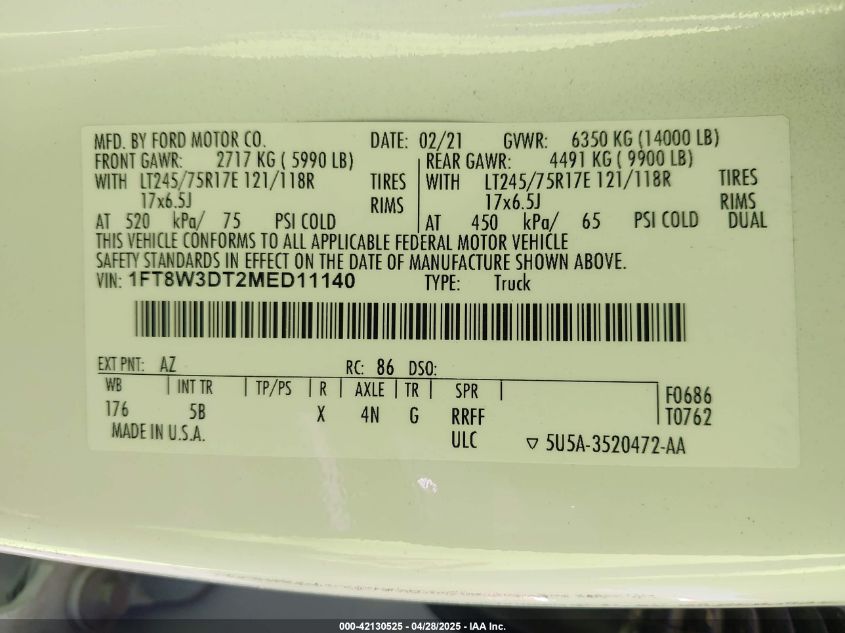 MFD. BY FORD MOTOR CO. DATE: 02/21 GVWR: 6350 KG (14000 LB)
FRONT GAWR: 2717 KG ( 5990 LB) REAR GAWR: 4491 KG ( 9900 LB)
WITH LT245/75R17E 121/118R TIRES WITH LT245/75R17E 121/118R TIRES
17x6.5J RIMS 17x6.5J RIMS
AT 520 kPa/ 75 PSI COLD AT 450 kPa/ 65 PSI COLD DUAL
THIS VEHICLE CONFORMS TO ALL APPLICABLE FEDERAL MOTOR VEHICLE
SAFETY STANDARDS IN EFFECT ON THE DATE OF MANUFACTURE SHOWN ABOVE.
VIN: 1FT8W3DT2MED11140 TYPE: Truck
EXT PNT: AZ RC: 86 DSO:
WB INT TR TP/PS R AXLE TR SPR F0686
176 5B X 4N G RRFF T0762
MADE IN U.S.A. ULC ▽ 5U5A-3520472-AA
000-42130525 - 04/28/2025 - IAA Inc.